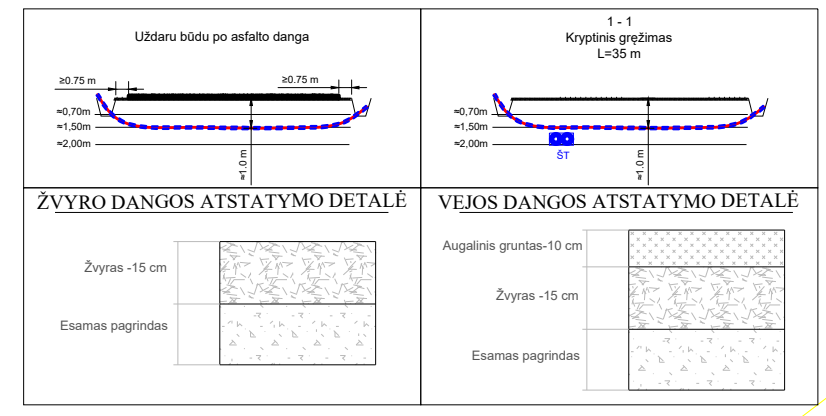 Uždaru būdu po asfalto danga
≥0.75 m
≥0.75 m
≈0,70m
≈1,50m
≈2,00m
≈1.0 m
1 - 1
Kryptinis gręžimas
L=35 m
≈0,70m
≈1,50m
≈2,00m
ŠT
≈1.0 m
ŽVYRO DANGOS ATSTATYMO DETALĖ
Žvyras -15 cm
Esamas pagrindas
VEJOS DANGOS ATSTATYMO DETALĖ
Augalinis gruntas-10 cm
Žvyras -15 cm
Esamas pagrindas